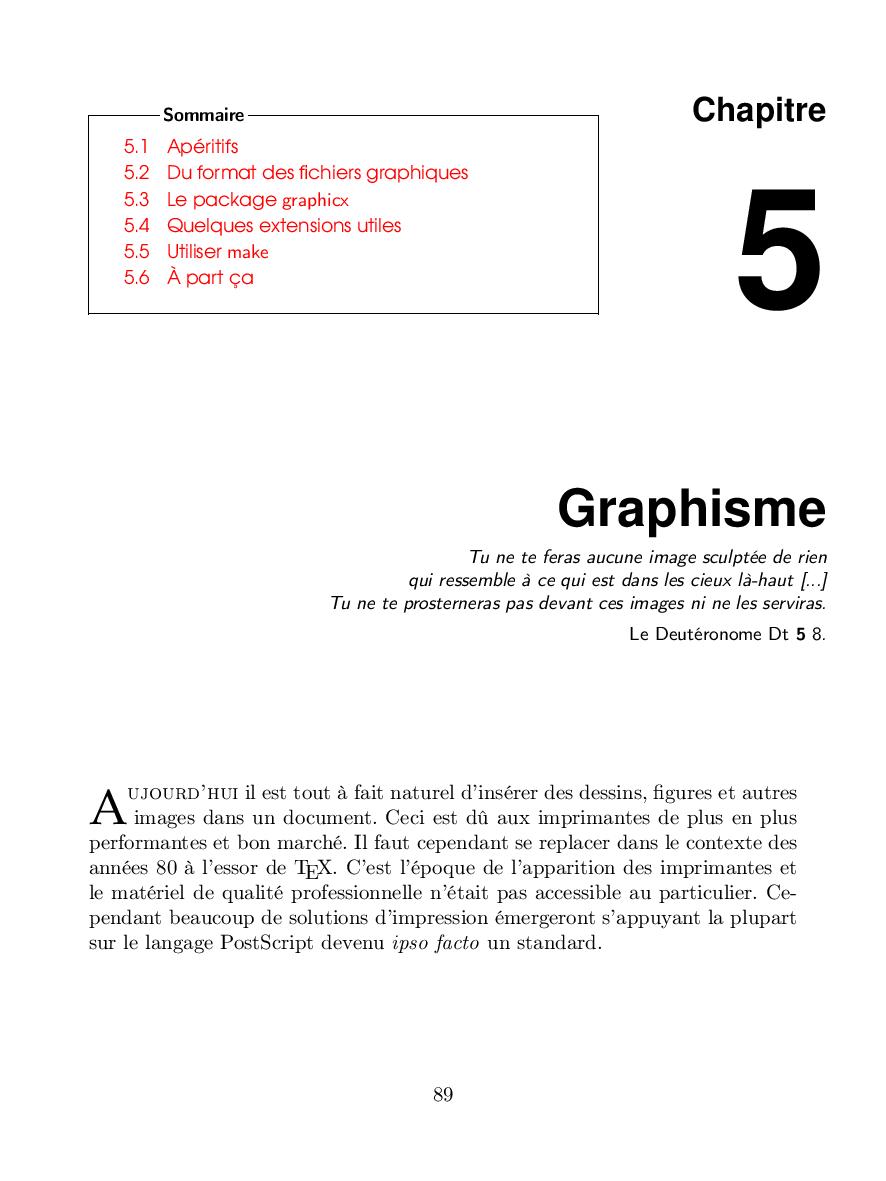 Chapitre
5
Sommaire
5.1 Apéritifs
5.2 Du format des fichiers graphiques
5.3 Le package graphicx
5.4 Quelques extensions utiles
5.5 Utiliser make
5.6 À part ça
Graphisme
Tu ne te feras aucune image sculptée de rien
qui ressemble à ce qui est dans les cieux là-haut [...]
Tu ne te prosterneras pas devant ces images ni ne les serviras.
Le Deutéronome Dt 5 8.
AUJOURD'HUI il est tout à fait naturel d'insérer des dessins, figures et autres
images dans un document. Ceci est dû aux imprimantes de plus en plus
performantes et bon marché. Il faut cependant se replacer dans le contexte des
années 80 à l'essor de TEX. C'est l'époque de l'apparition des imprimantes et
le matériel de qualité professionnelle n'était pas accessible au particulier. Ce-
pendant beaucoup de solutions d'impression émergeront s'appuyant la plupart
sur le langage PostScript devenu ipso facto un standard.
89